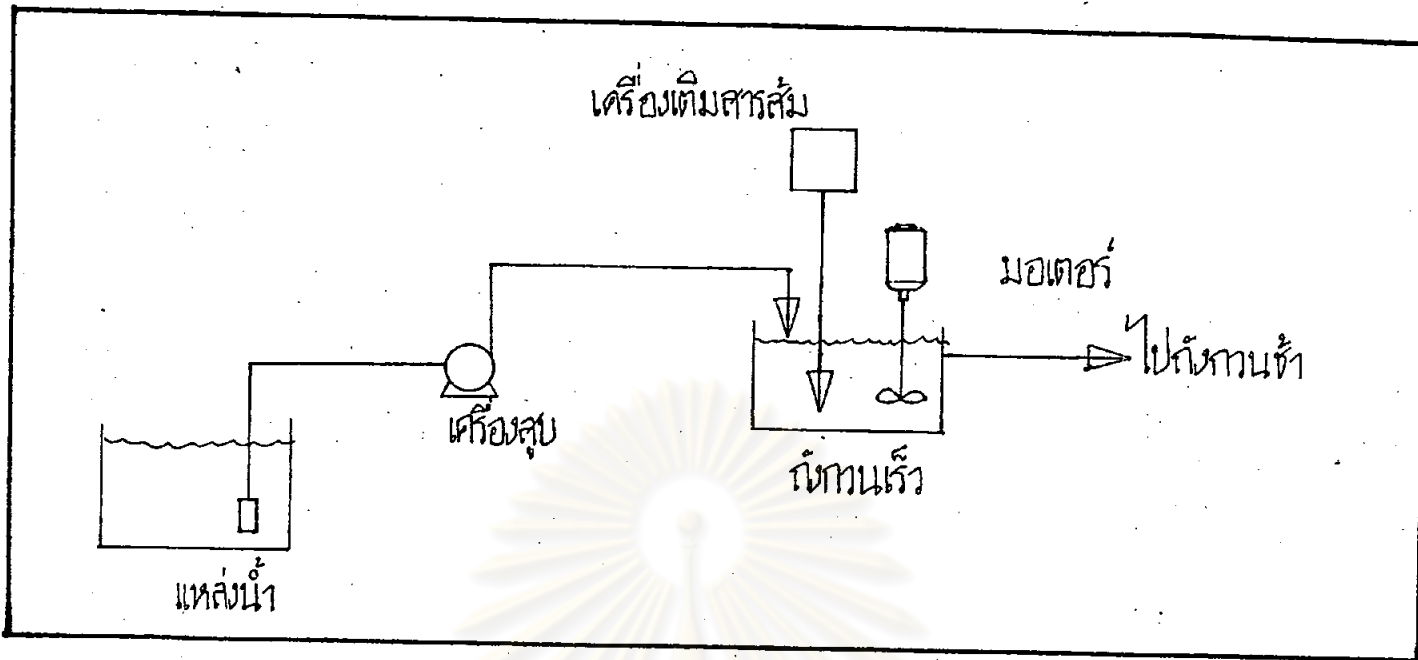 เครื่องเติมสารส้ม
มอเตอร์
ไปถังกวนช้า
เครื่องสูบ
ถังกวนเร็ว
แหล่งน้ำ